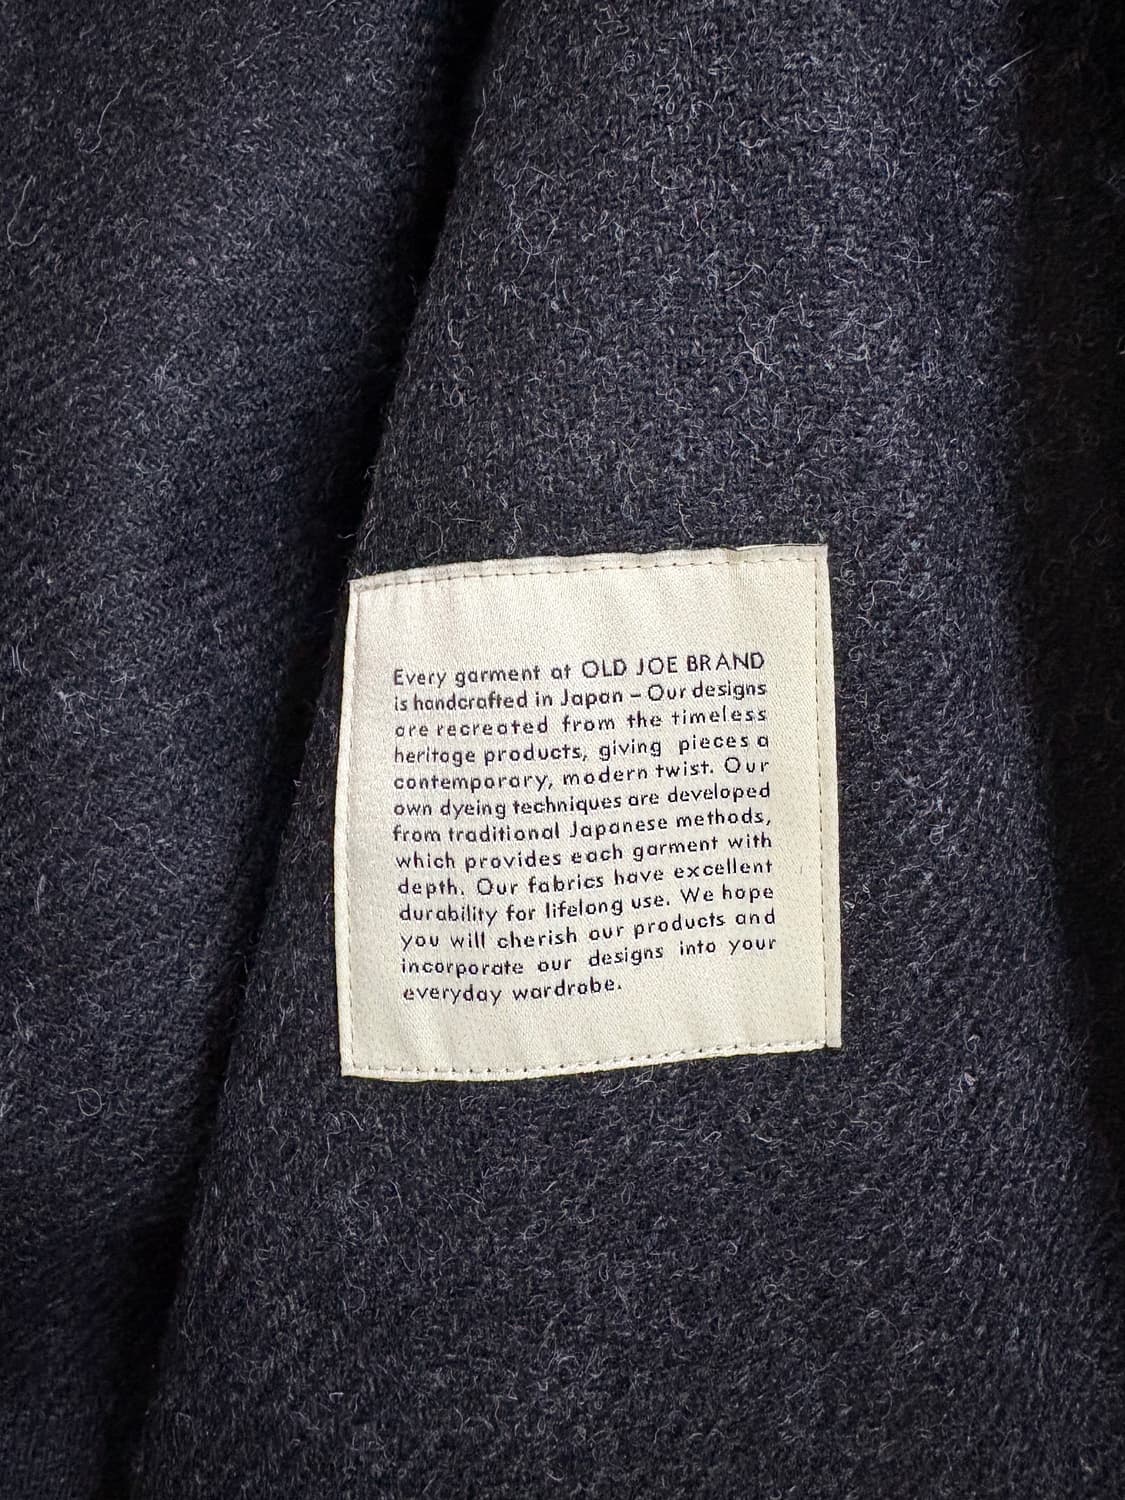 Every garment at OLD JOE BRAND
is handcrafted in Japan – Our designs
are recreated from the timeless
heritage products, giving pieces a
contemporary, modern twist. Our
own dyeing techniques are developed
from traditional Japanese methods,
which provides each garment with
depth. Our fabrics have excellent
durability for lifelong use. We hope
you will cherish our products and
incorporate our designs into your
everyday wardrobe.